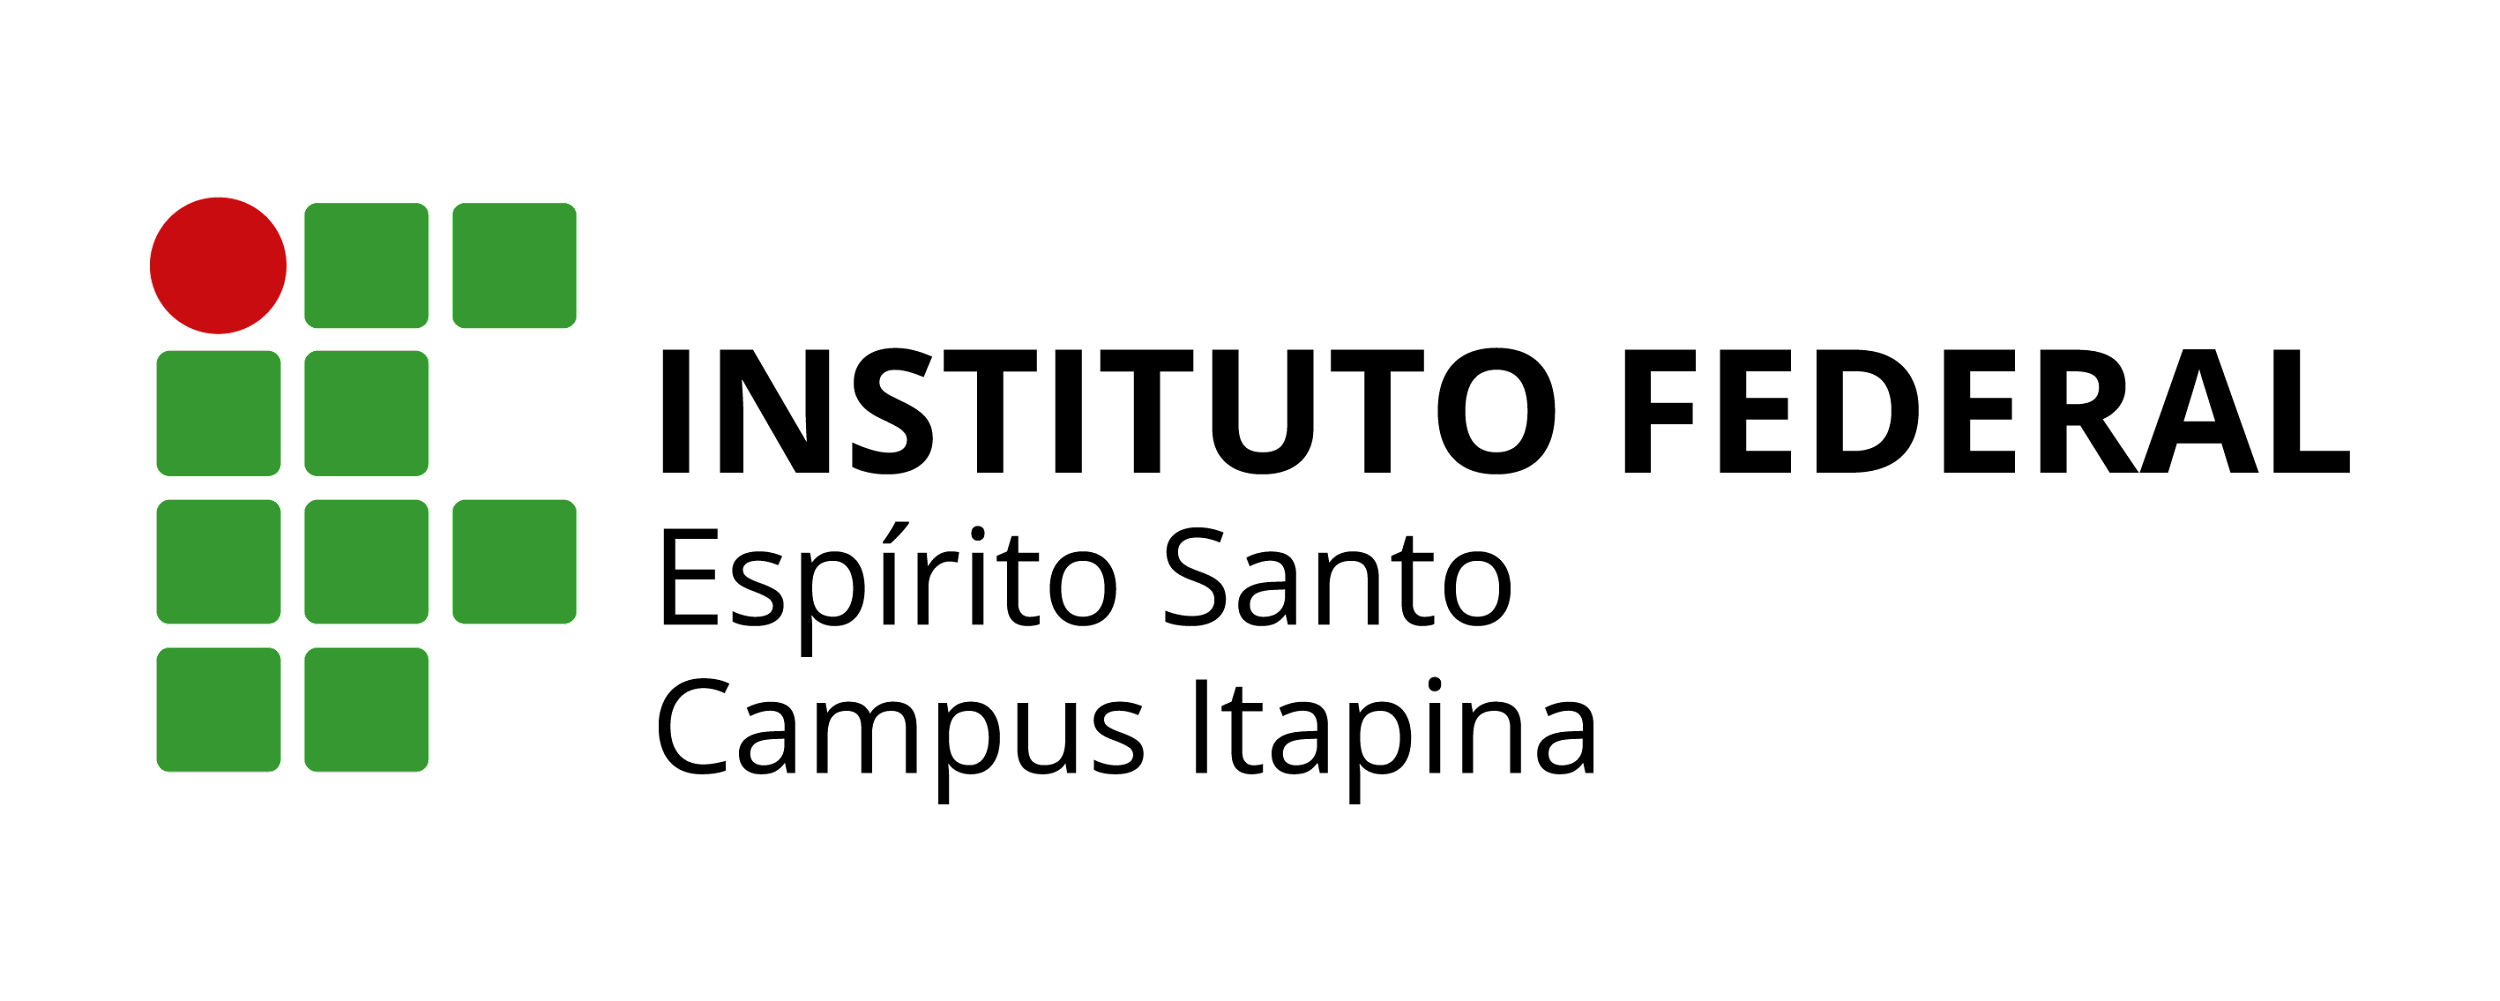 INSTITUTO FEDERAL
Espírito Santo
Campus Itapina